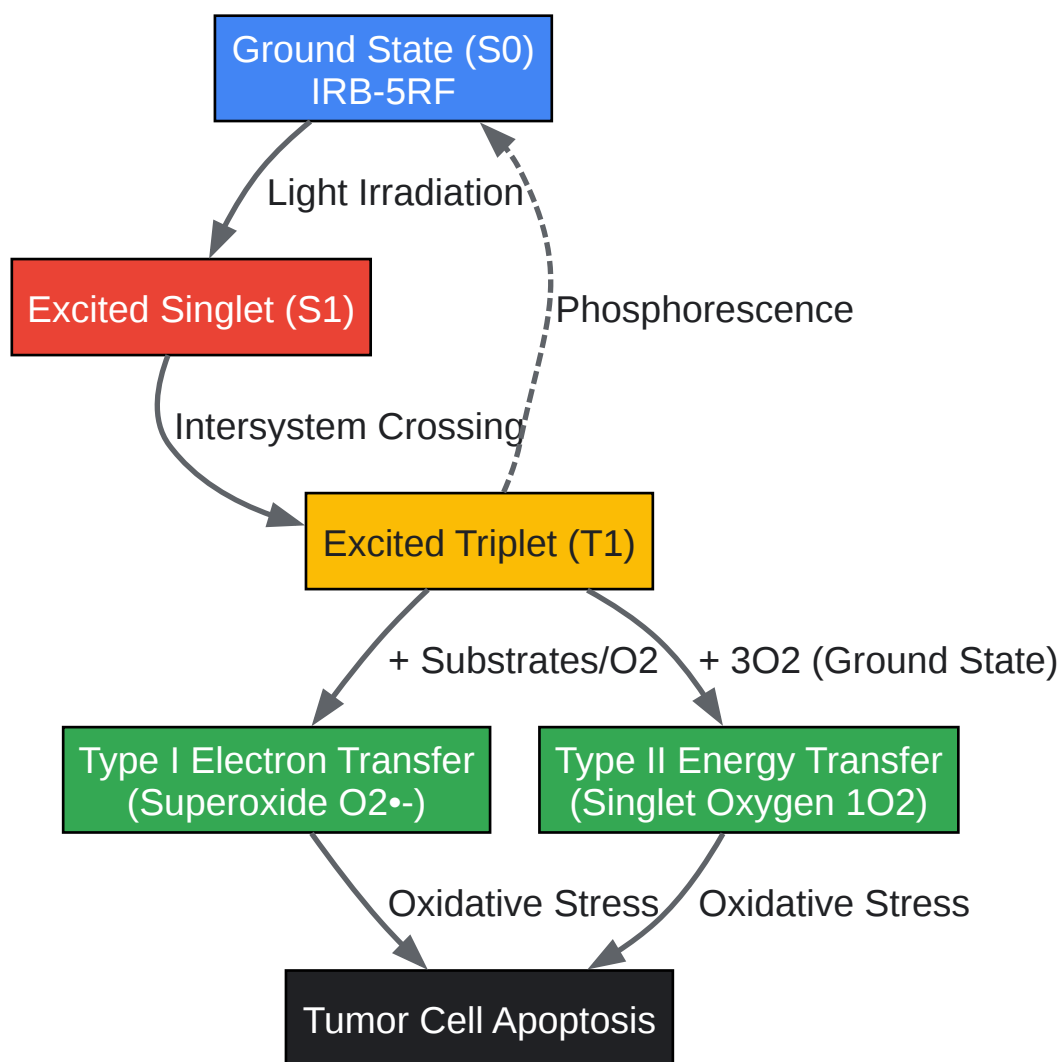 Ground State (S0)
IRB-5RF
Light Irradiation
Excited Singlet (S1)
Phosphorescence
Intersystem Crossing
Excited Triplet (T1)
+ Substrates/O2
+ 3O2 (Ground State)
Type I Electron Transfer
(Superoxide O2•-)
Type II Energy Transfer
(Singlet Oxygen 1O2)
Oxidative Stress
Oxidative Stress
Tumor Cell Apoptosis